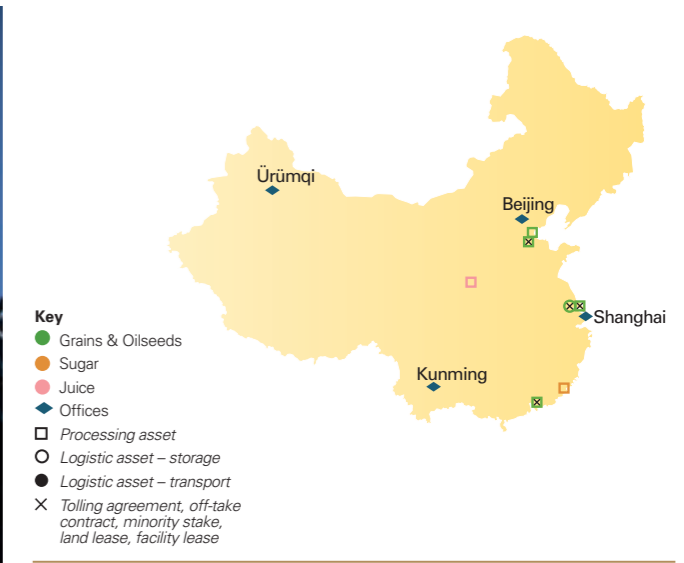 Ürümqi
Beijing
Shanghai
Kunming
Key
Grains & Oilseeds
Sugar
Juice
Offices
Processing asset
Logistic asset – storage
Logistic asset – transport
Tolling agreement, off-take
contract, minority stake,
land lease, facility lease